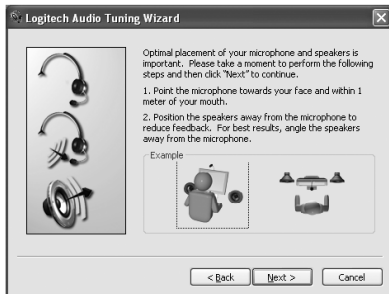 Logitech Audio Tuning Wizard
Optimal placement of your microphone and speakers is
important. Please take a moment to perform the following
steps and then click "Next" to continue.
1. Point the microphone towards your face and within 1
meter of your mouth.
2. Position the speakers away from the microphone to
reduce feedback. For best results, angle the speakers
away from the microphone.
Example
< Back
Next >
Cancel